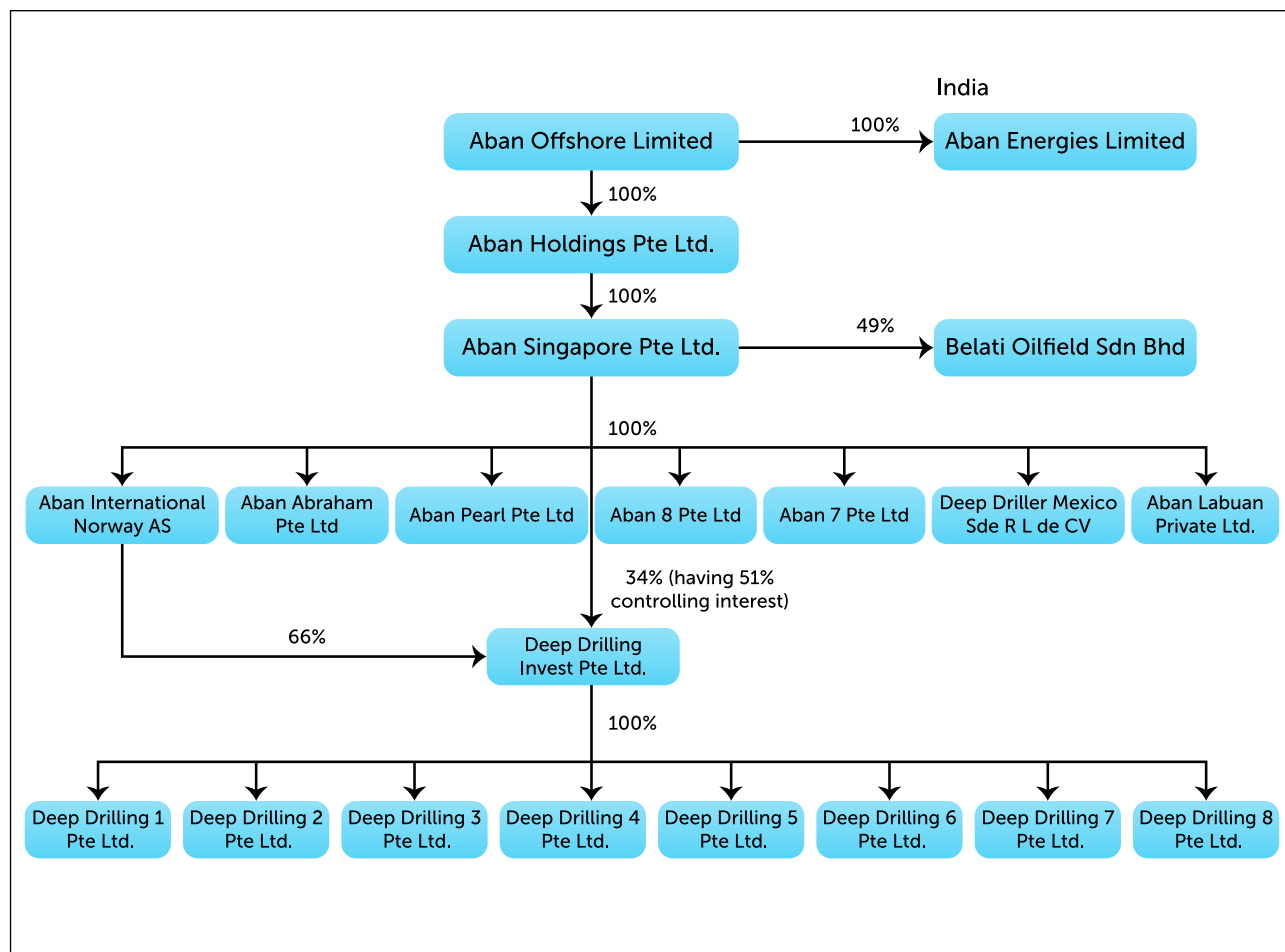 India
Aban Offshore Limited
100%
Aban Energies Limited
100%
Aban Holdings Pte Ltd.
100%
Aban Singapore Pte Ltd.
49%
Belati Oilfield Sdn Bhd
100%
Aban International
Norway AS
Aban Abraham
Pte Ltd
Aban Pearl Pte Ltd
Aban 8 Pte Ltd
Aban 7 Pte Ltd
Deep Driller Mexico
Sde R L de CV
Aban Labuan
Private Ltd.
34% (having 51%
controlling interest)
66%
Deep Drilling
Invest Pte Ltd.
100%
Deep Drilling 1
Pte Ltd.
Deep Drilling 2
Pte Ltd.
Deep Drilling 3
Pte Ltd.
Deep Drilling 4
Pte Ltd.
Deep Drilling 5
Pte Ltd.
Deep Drilling 6
Pte Ltd.
Deep Drilling 7
Pte Ltd.
Deep Drilling 8
Pte Ltd.